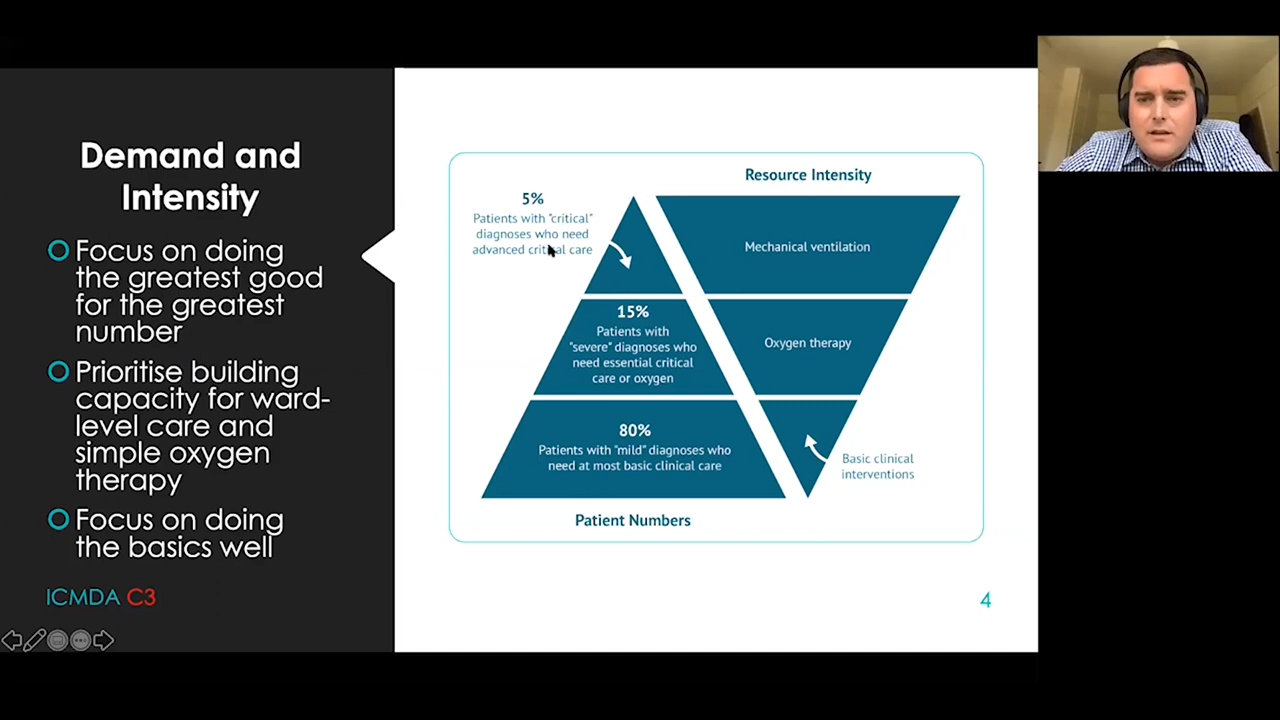 Demand and
Intensity
Focus on doing
the greatest good
for the greatest
number
Prioritise building
capacity for ward-
level care and
simple oxygen
therapy
Focus on doing
the basics well
ICMDA C3
5%
Patients with "critical"
diagnoses who need
advanced critical care
15%
Patients with
"severe" diagnoses who
need essential critical
care or oxygen
80%
Patients with "mild" diagnoses who
need at most basic clinical care
Patient Numbers
Resource Intensity
Mechanical ventilation
Oxygen therapy
Basic clinical
interventions
4